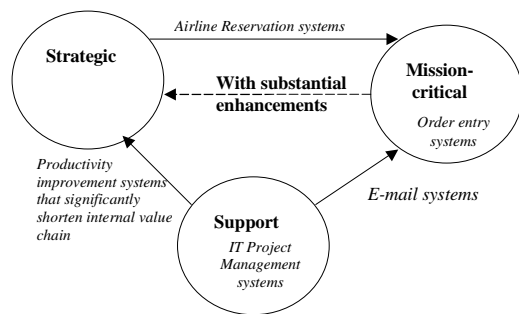 Airline Reservation systems
Strategic
With substantial
enhancements
Mission-
critical
Order entry
systems
Productivity
improvement systems
that significantly
shorten internal value
chain
E-mail systems
Support
IT Project
Management
systems